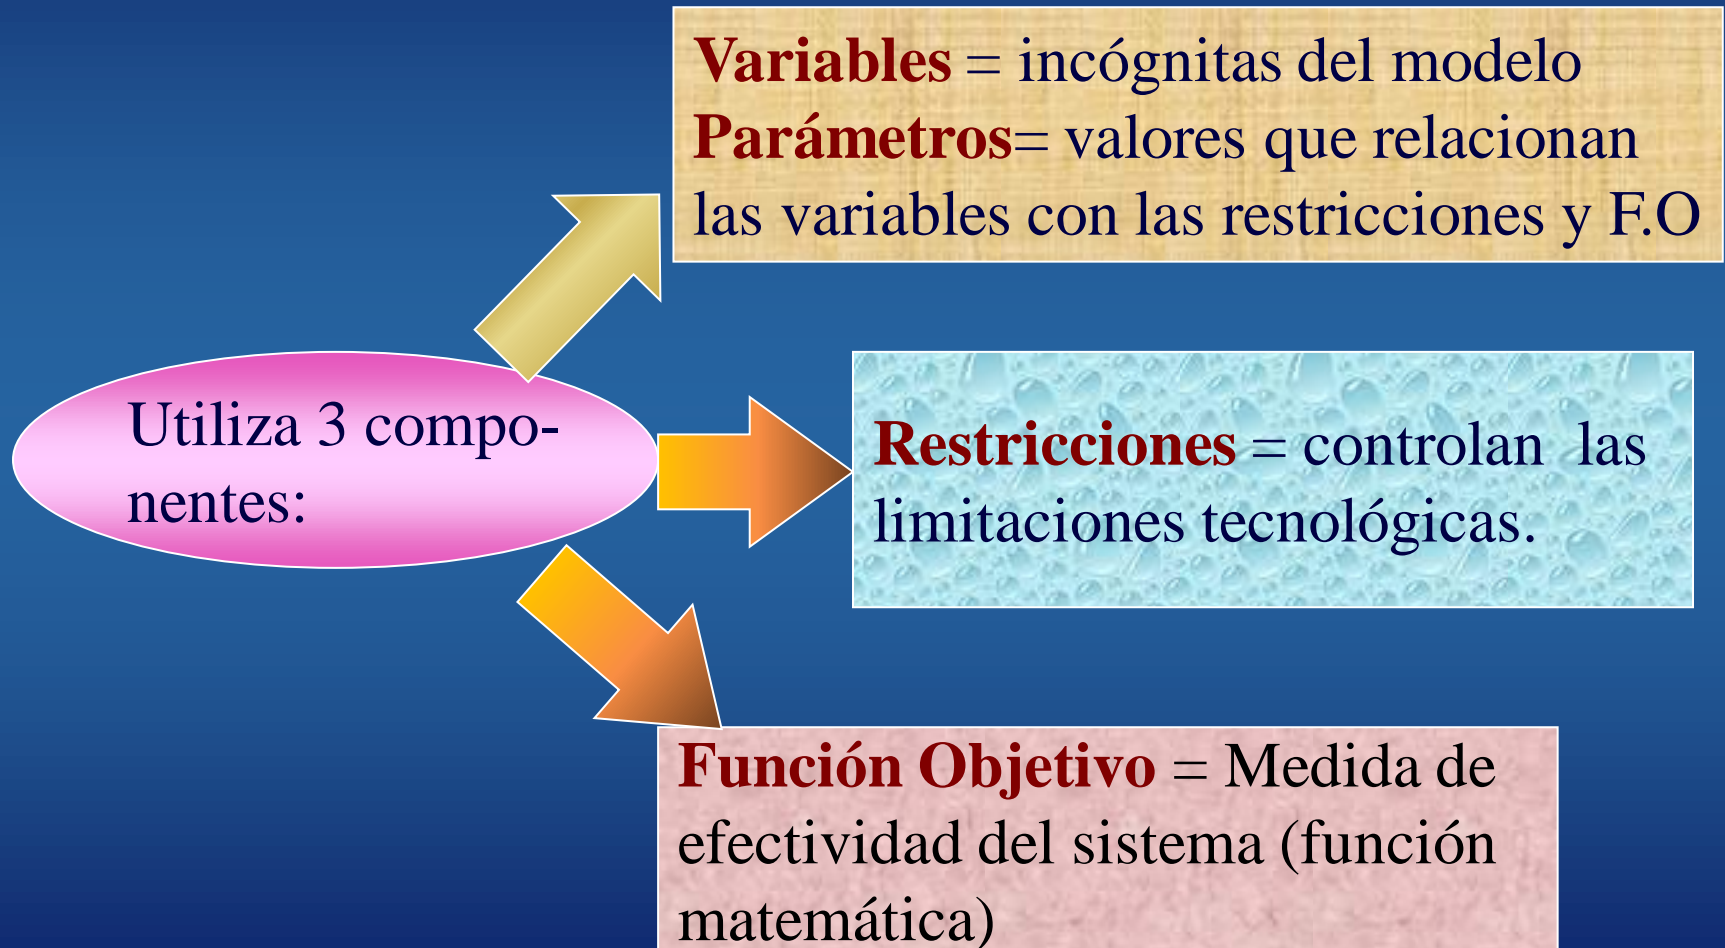 Variables = incógnitas del modelo
Parámetros= valores que relacionan
las variables con las restricciones y F.O
Utiliza 3 compo-
nentes:
Restricciones = controlan  las
limitaciones tecnológicas.
Función Objetivo = Medida de
efectividad del sistema (función
matemática)